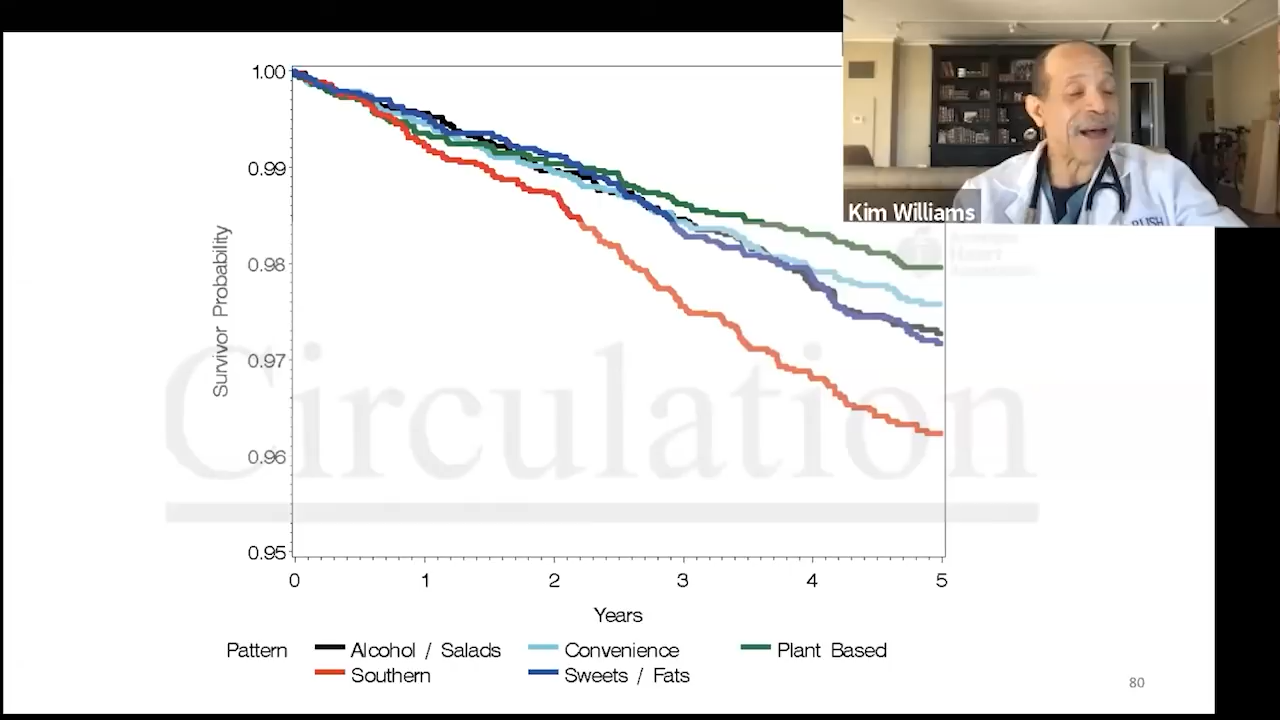 1.00
0.99
0.98
0.97
0.96
0.95
Survivor Probability
0 1 2 3 4 5
Years
Pattern Alcohol / Salads Convenience Plant Based
Southern Sweets / Fats
Circulation
Heart
Kim Williams
80